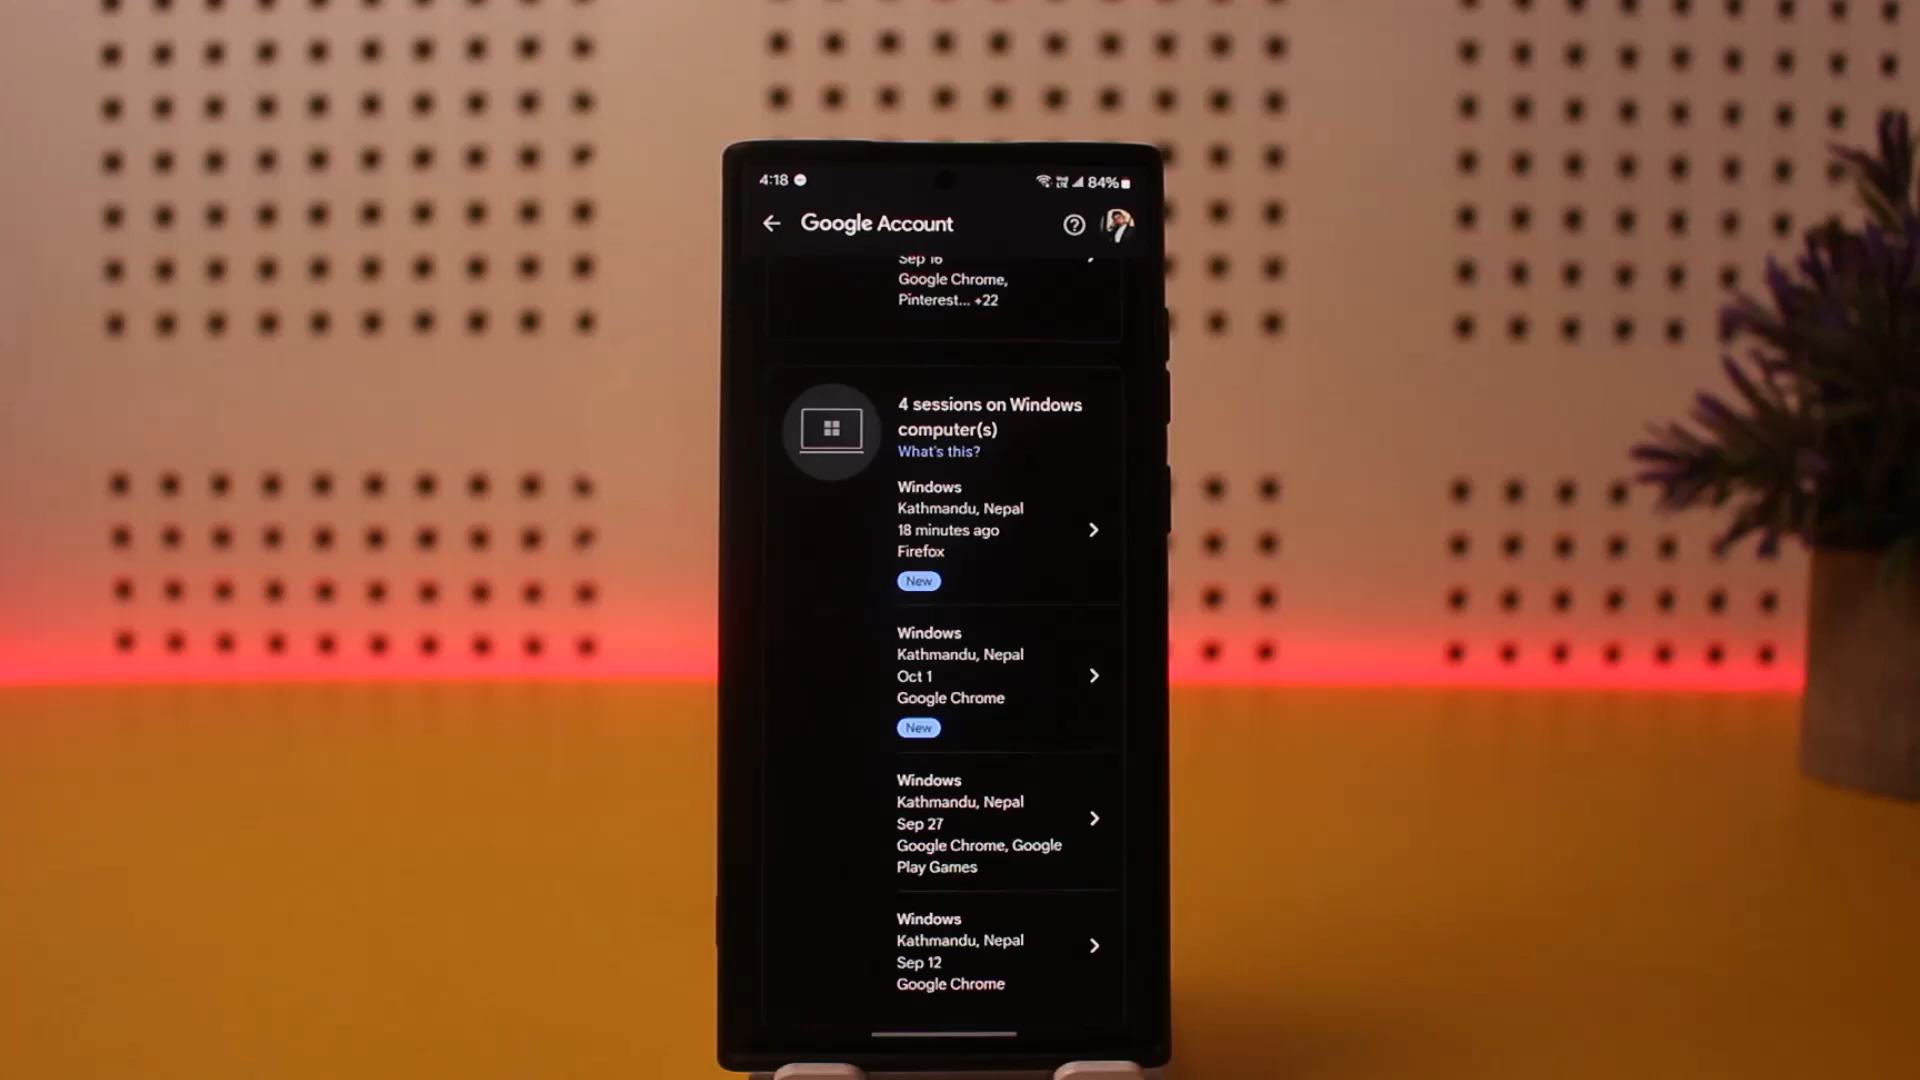 4:18
84%
Google Account
Sep 16
Google Chrome,
Pinterest... +22
4 sessions on Windows
computer(s)
What's this?
Windows
Kathmandu, Nepal
18 minutes ago
Firefox
New
Windows
Kathmandu, Nepal
Oct 1
Google Chrome
New
Windows
Kathmandu, Nepal
Sep 27
Google Chrome, Google
Play Games
Windows
Kathmandu, Nepal
Sep 12
Google Chrome